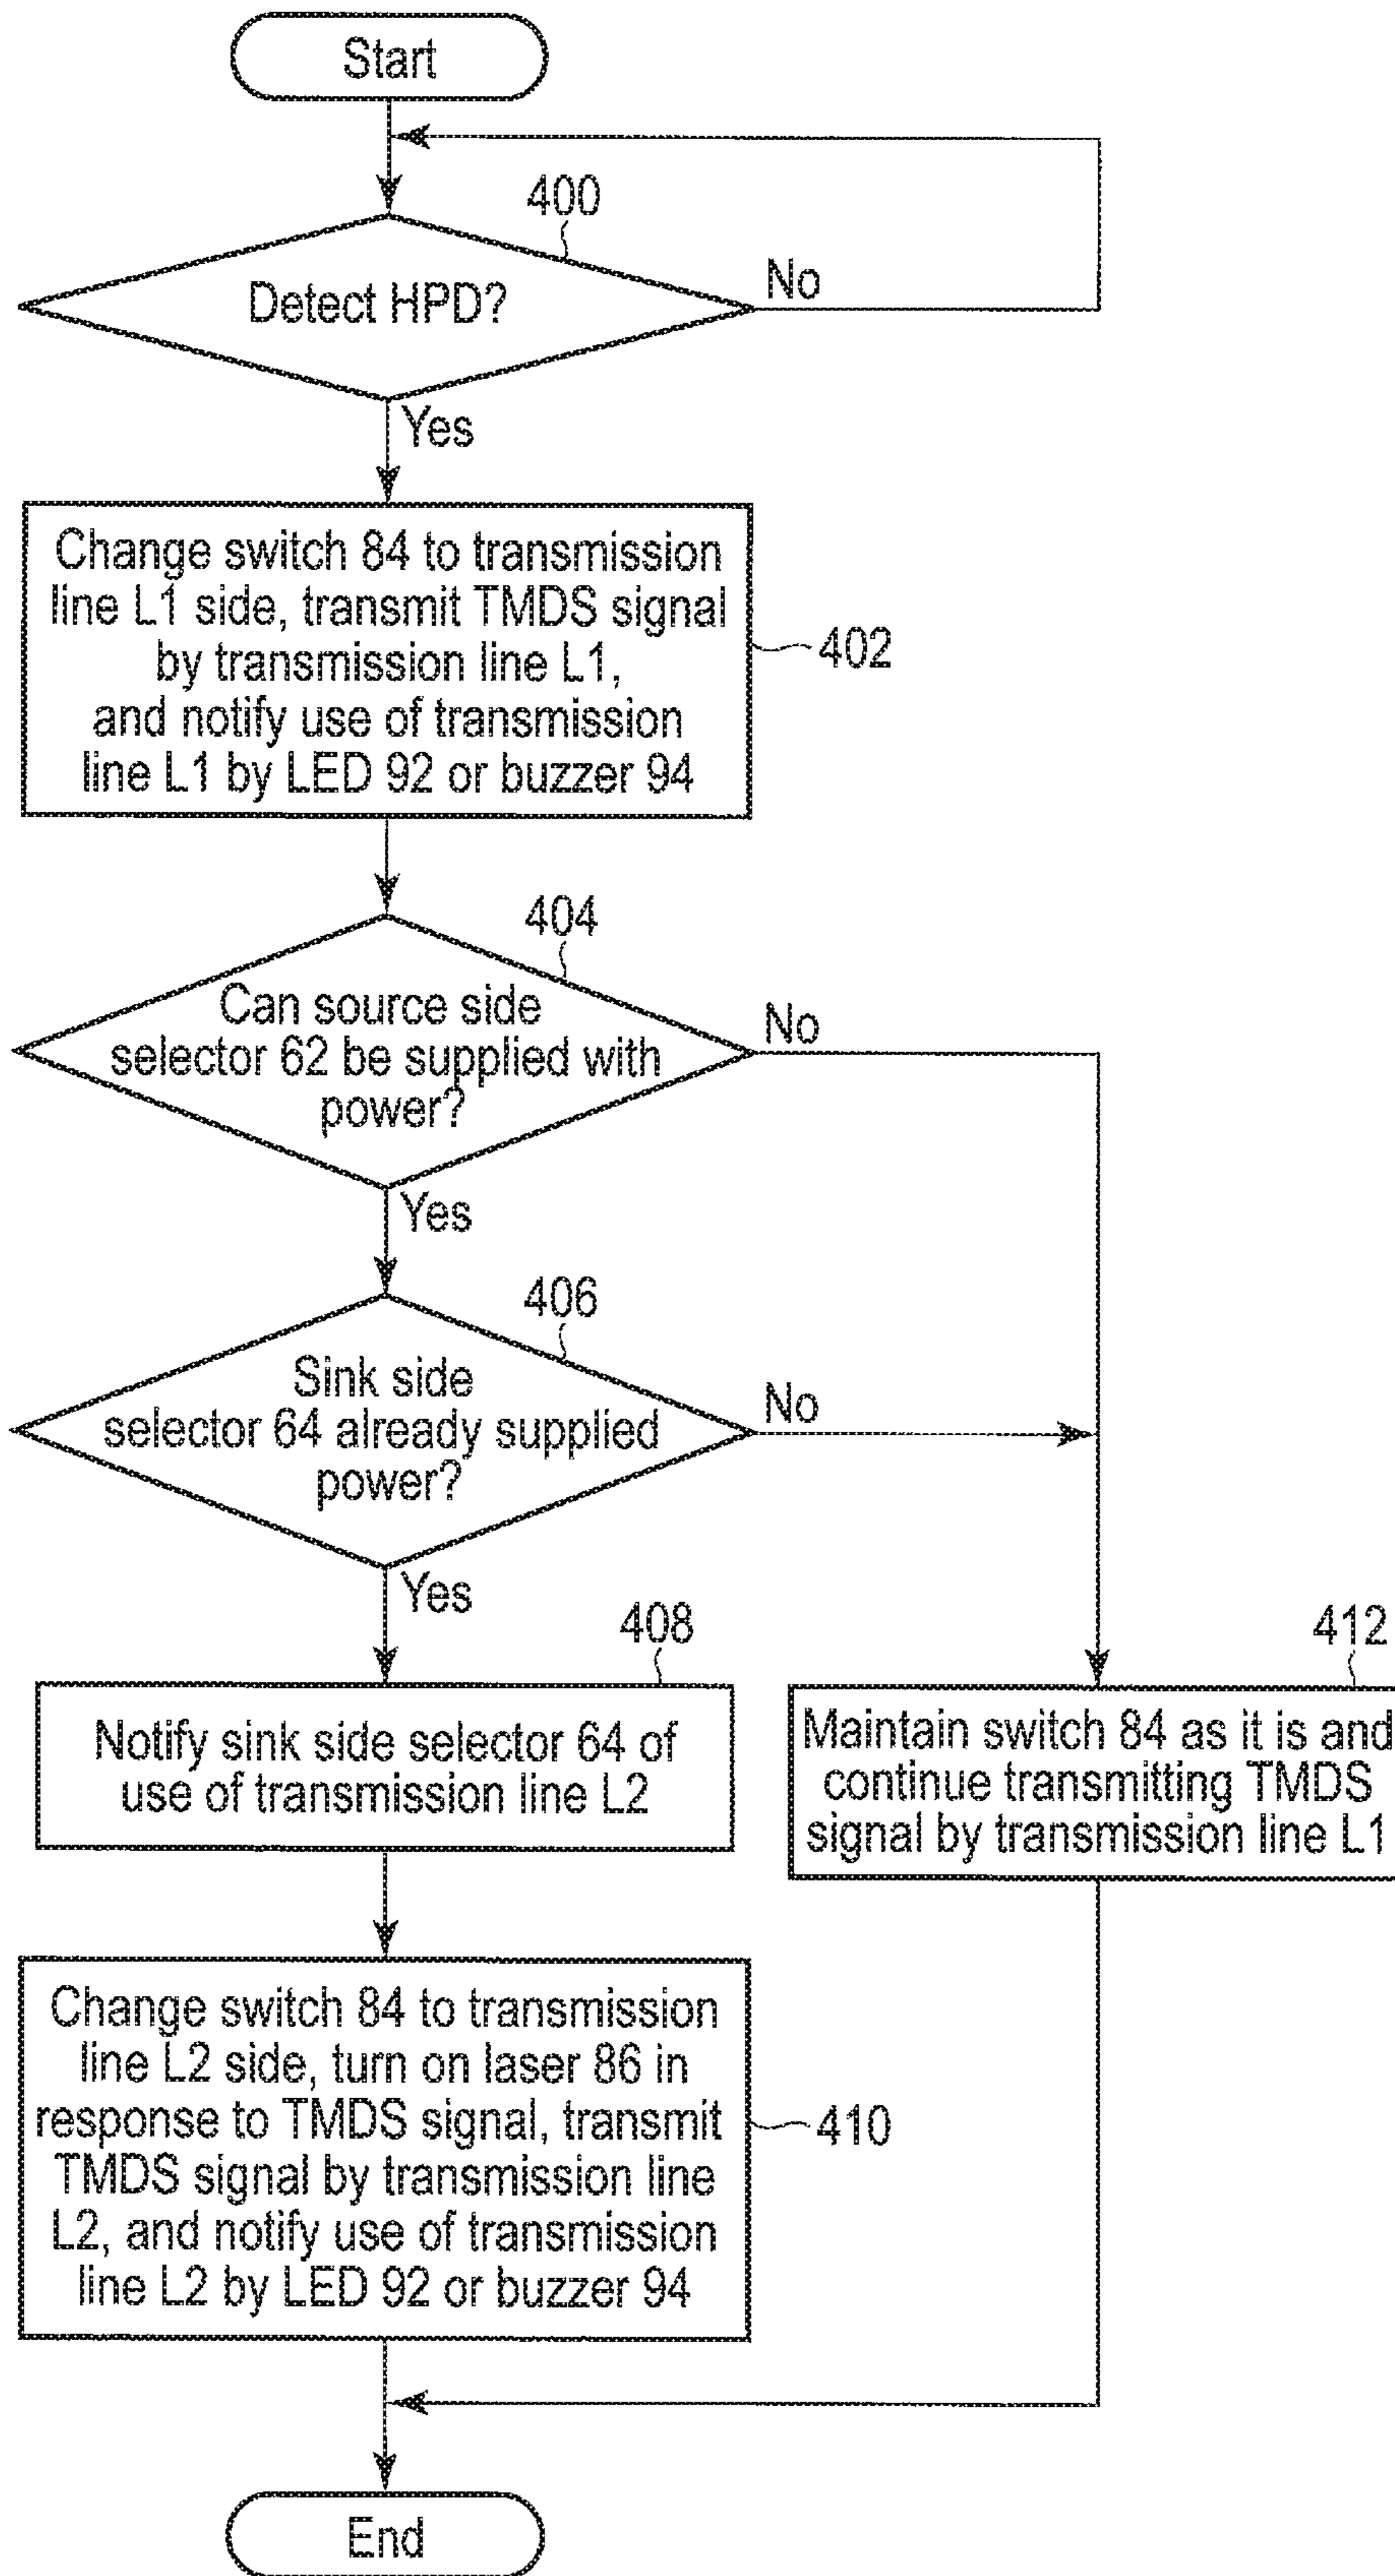 Start
400
Detect HPD?
No
Yes
Change switch 84 to transmission
line L1 side, transmit TMDS signal
by transmission line L1,
and notify use of transmission
line L1 by LED 92 or buzzer 94
402
404
Can source side
selector 62 be supplied with
power?
No
Yes
406
Sink side
selector 64 already supplied
power?
No
Yes
408
Notify sink side selector 64 of
use of transmission line L2
412
Maintain switch 84 as it is and
continue transmitting TMDS
signal by transmission line L1
Change switch 84 to transmission
line L2 side, turn on laser 86 in
response to TMDS signal, transmit
TMDS signal by transmission line
L2, and notify use of transmission
line L2 by LED 92 or buzzer 94
410
End